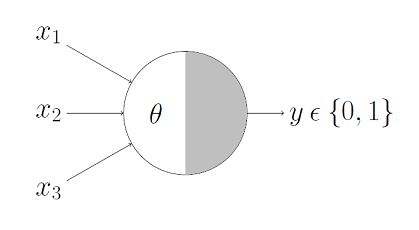 x₁
x₂
θ
y ϵ {0, 1}
x₃